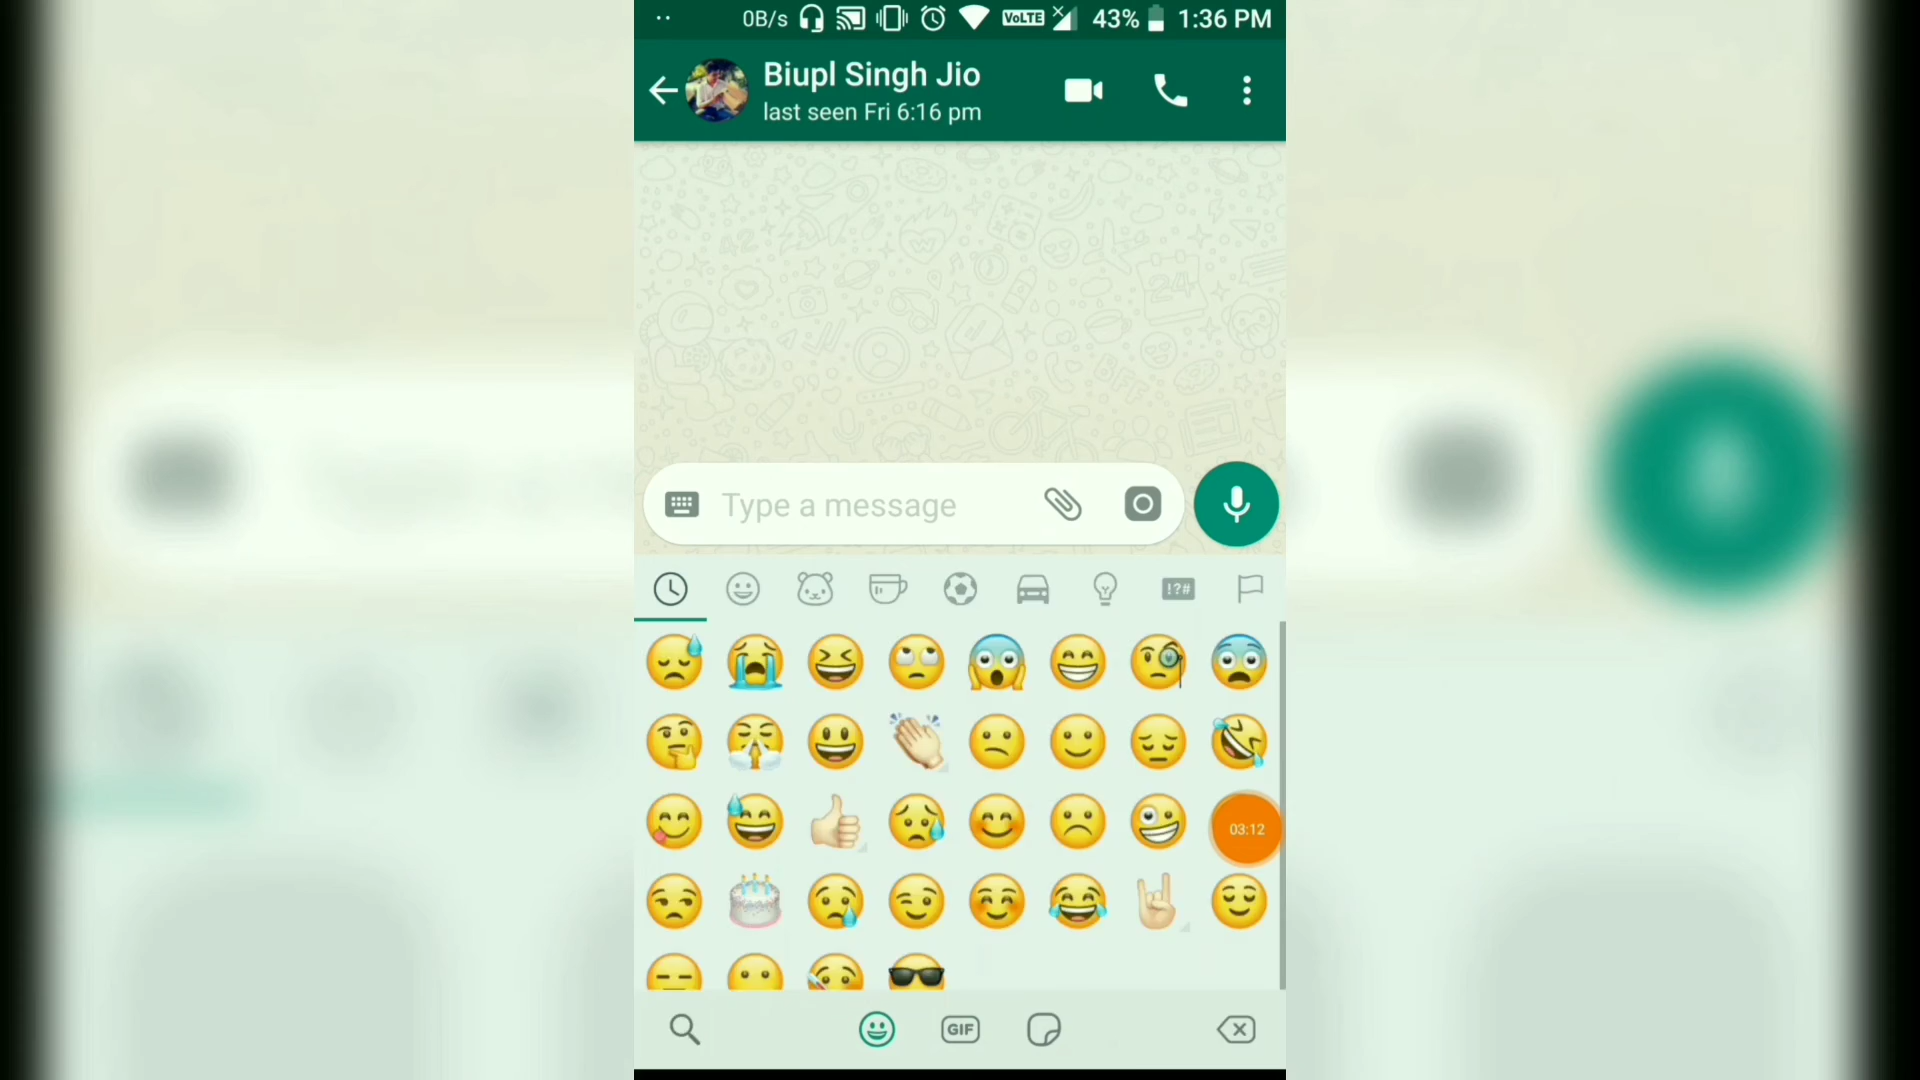 0B/s VoLTE 43% 1:36 PM
Biupl Singh Jio
last seen Fri 6:16 pm
Type a message
!?#
03:12
GIF